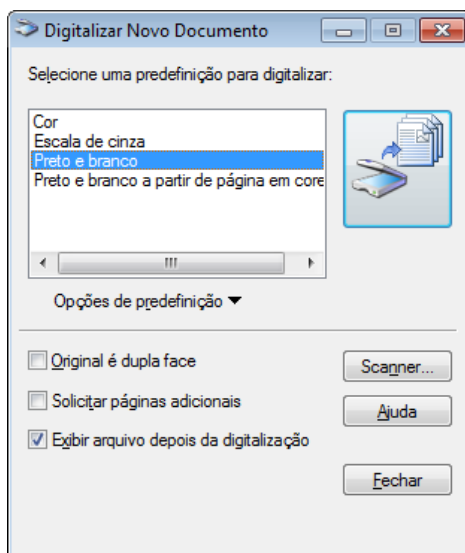 Digitalizar Novo Documento
Selecione uma predefinição para digitalizar:
Cor
Escala de cinza
Preto e branco
Preto e branco a partir de página em core
Opções de predefinição
Original é dupla face
Scanner...
Solicitar páginas adicionais
Ajuda
Exibir arquivo depois da digitalização
Fechar